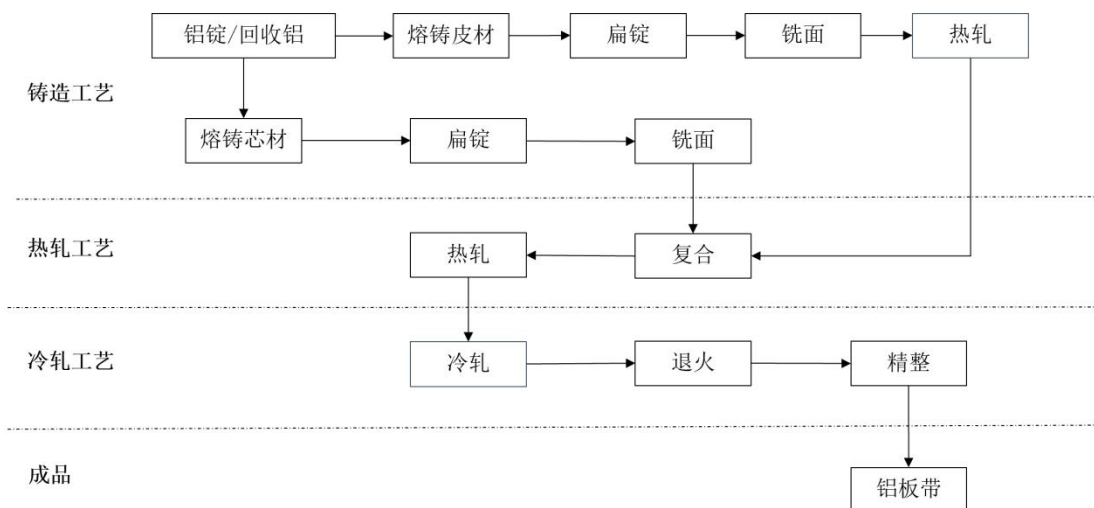 铝锭/回收铝
熔铸皮材
扁锭
铣面
热轧
铸造工艺
熔铸芯材
扁锭
铣面
热轧工艺
热轧
复合
冷轧工艺
冷轧
退火
精整
成品
铝板带